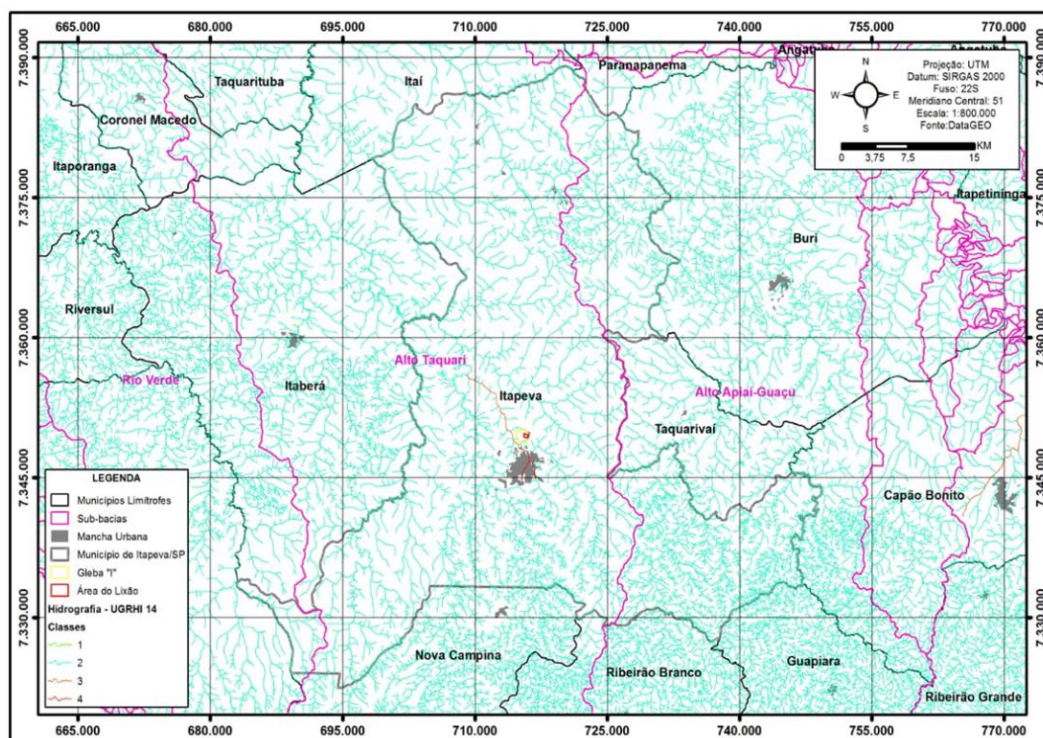 665.000 680.000 695.000 710.000 725.000 740.000 755.000 770.000
7.390.000
7.375.000
7.360.000
7.345.000
7.330.000
Taquarituba
Itaí
Paranapanema
Angatuba
Angatuba
Coronel Macedo
Itaporanga
Itapetininga
Buri
Riversul
Rio Verde
Itaberá
Alto Taquari
Itapeva
Alto Apiaí-Guaçu
Taquarivaí
Capão Bonito
Nova Campina
Ribeirão Branco
Guapiara
Ribeirão Grande
N
W E
S
Projeção: UTM
Datum: SIRGAS 2000
Fuso: 22S
Meridiano Central: 51
Escala: 1:800.000
Fonte:DataGEO
KM
0 3,75 7,5 15
LEGENDA
Municípios Limítrofes
Sub-bacias
Mancha Urbana
Município de Itapeva/SP
Gleba "I"
Área do Lixão
Hidrografia - UGRHI 14
Classes
1
2
3
4
7.390.000
7.375.000
7.360.000
7.345.000
7.330.000
665.000 680.000 695.000 710.000 725.000 740.000 755.000 770.000